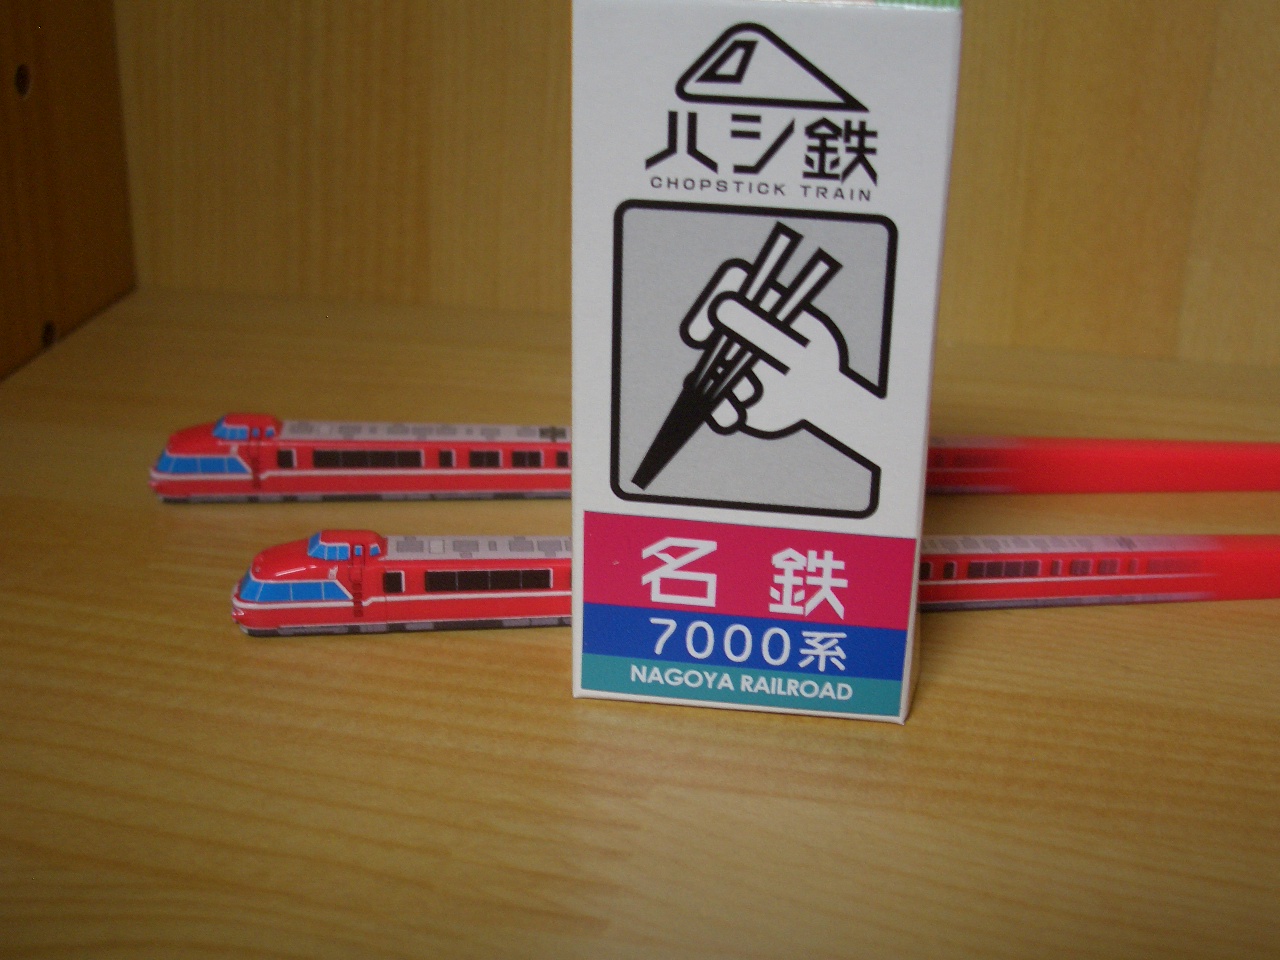 ハシ鉄
CHOPSTICK TRAIN
名鉄
7000系
NAGOYA RAILROAD